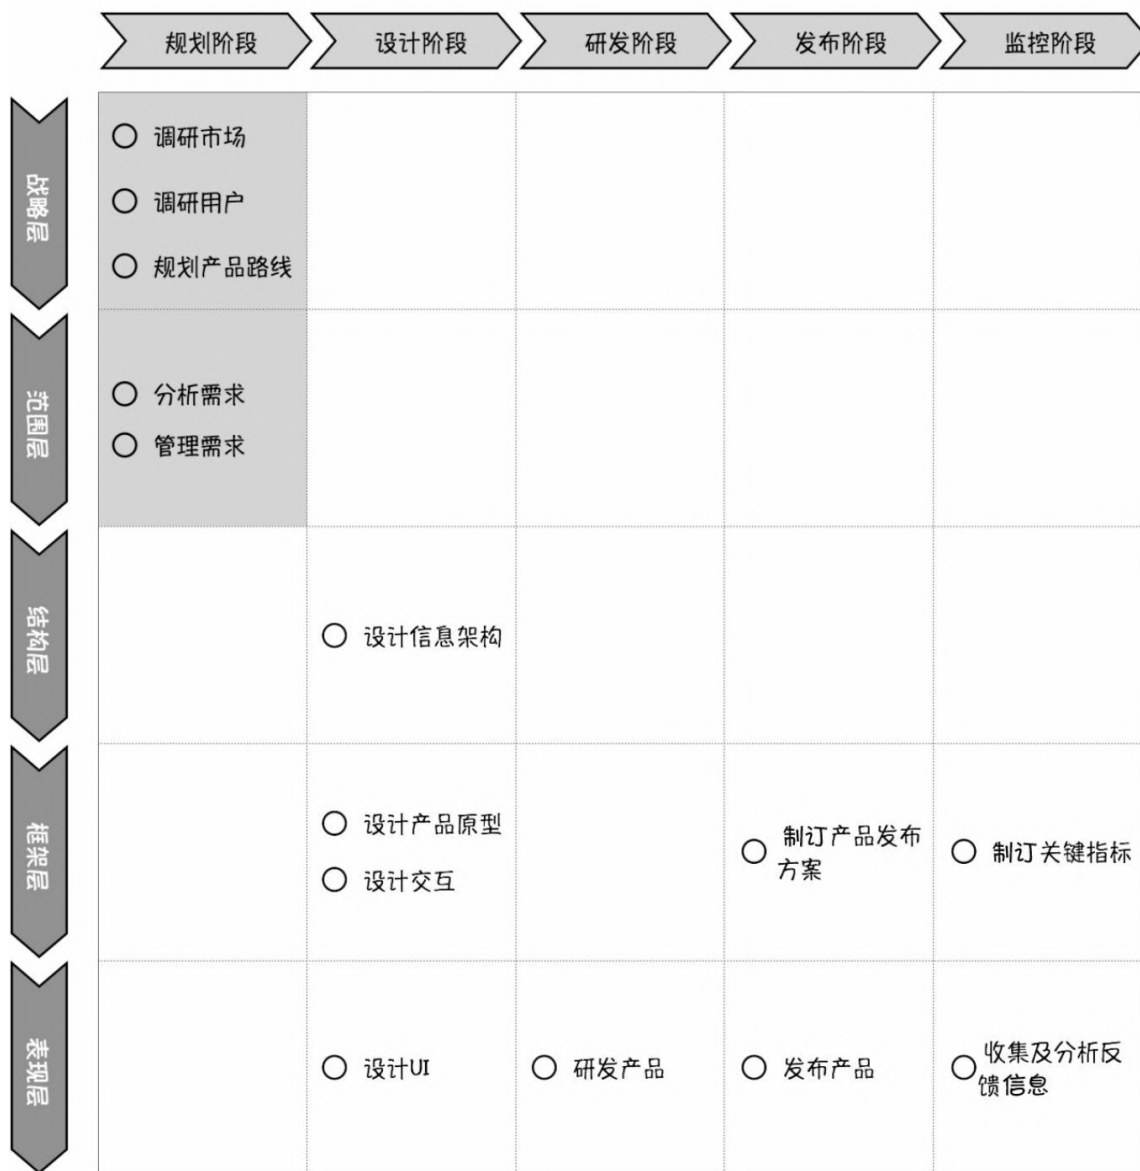 规划阶段
设计阶段
研发阶段
发布阶段
监控阶段
战略层
调研市场
调研用户
规划产品路线
范围层
分析需求
管理需求
结构层
设计信息架构
框架层
设计产品原型
设计交互
制订产品发布
方案
制订关键指标
表现层
设计UI
研发产品
发布产品
收集及分析反
馈信息